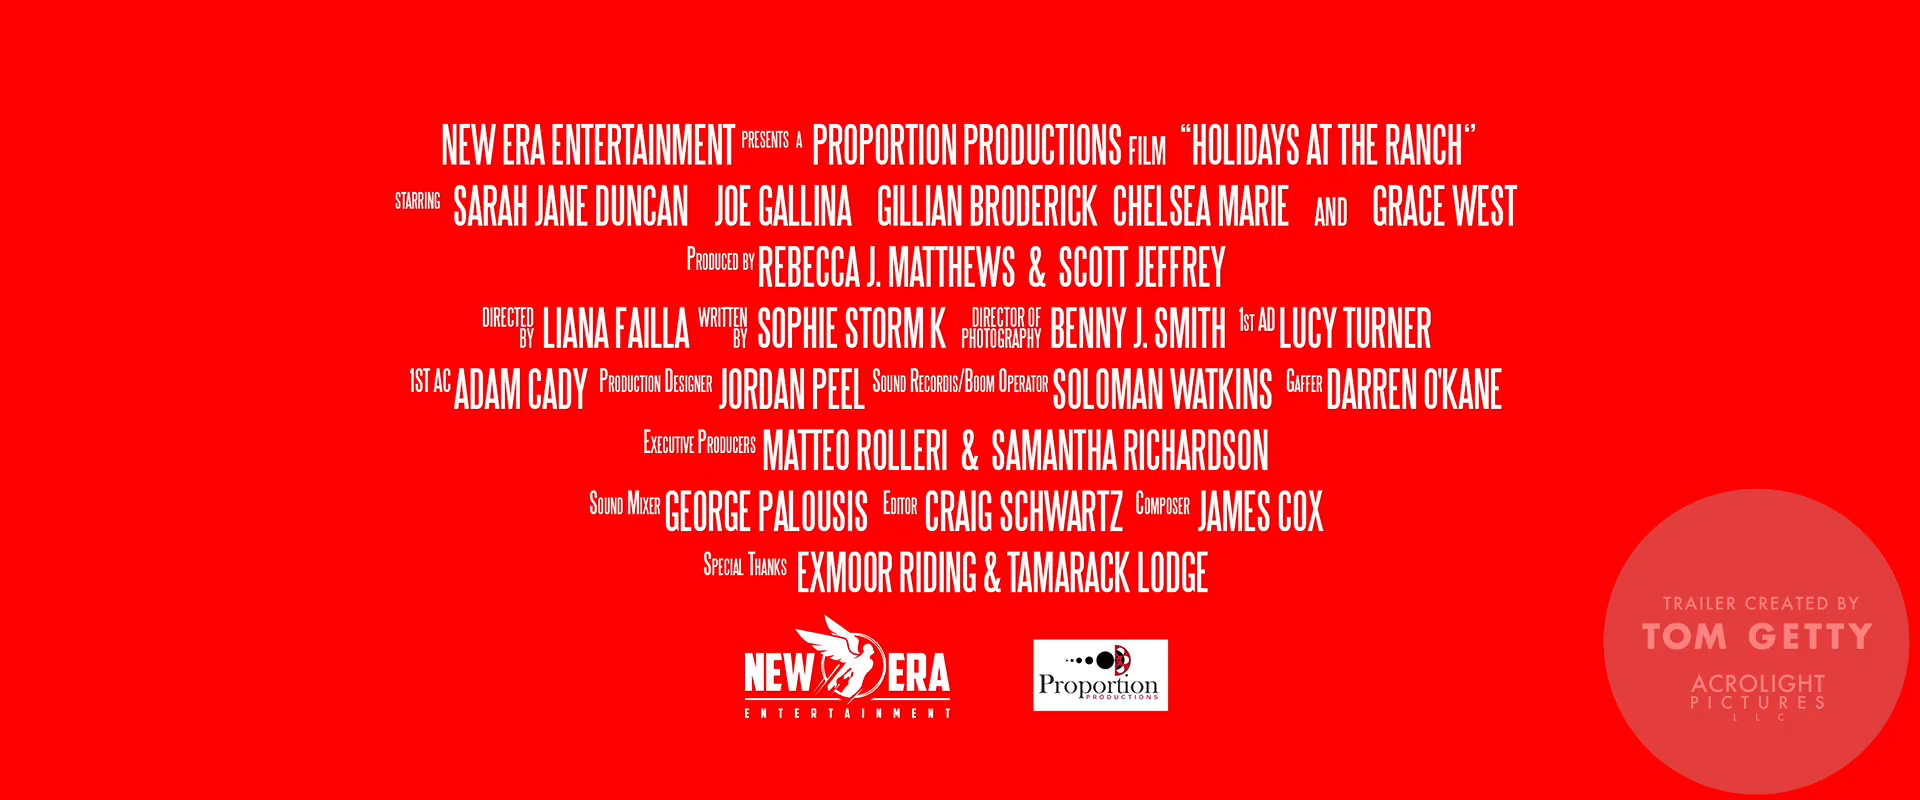 NEW ERA ENTERTAINMENT PRESENTS A PROPORTION PRODUCTIONS FILM “HOLIDAYS AT THE RANCH“
STARRING SARAH JANE DUNCAN JOE GALLINA GILLIAN BRODERICK CHELSEA MARIE AND GRACE WEST
PRODUCED BY REBECCA J. MATTHEWS & SCOTT JEFFREY
DIRECTED BY LIANA FAILLA WRITTEN BY SOPHIE STORM K DIRECTOR OF PHOTOGRAPHY BENNY J. SMITH 1ST AD LUCY TURNER
1ST AC ADAM CADY PRODUCTION DESIGNER JORDAN PEEL SOUND RECORDIS/BOOM OPERATOR SOLOMAN WATKINS GAFFER DARREN O'KANE
EXECUTIVE PRODUCERS MATTEO ROLLERI & SAMANTHA RICHARDSON
SOUND MIXER GEORGE PALOUSIS EDITOR CRAIG SCHWARTZ COMPOSER JAMES COX
SPECIAL THANKS EXMOOR RIDING & TAMARACK LODGE
NEW ERA
ENTERTAINMENT
Proportion
PRODUCTIONS
TRAILER CREATED BY
TOM GETTY
ACROLIGHT
PICTURES
LLC